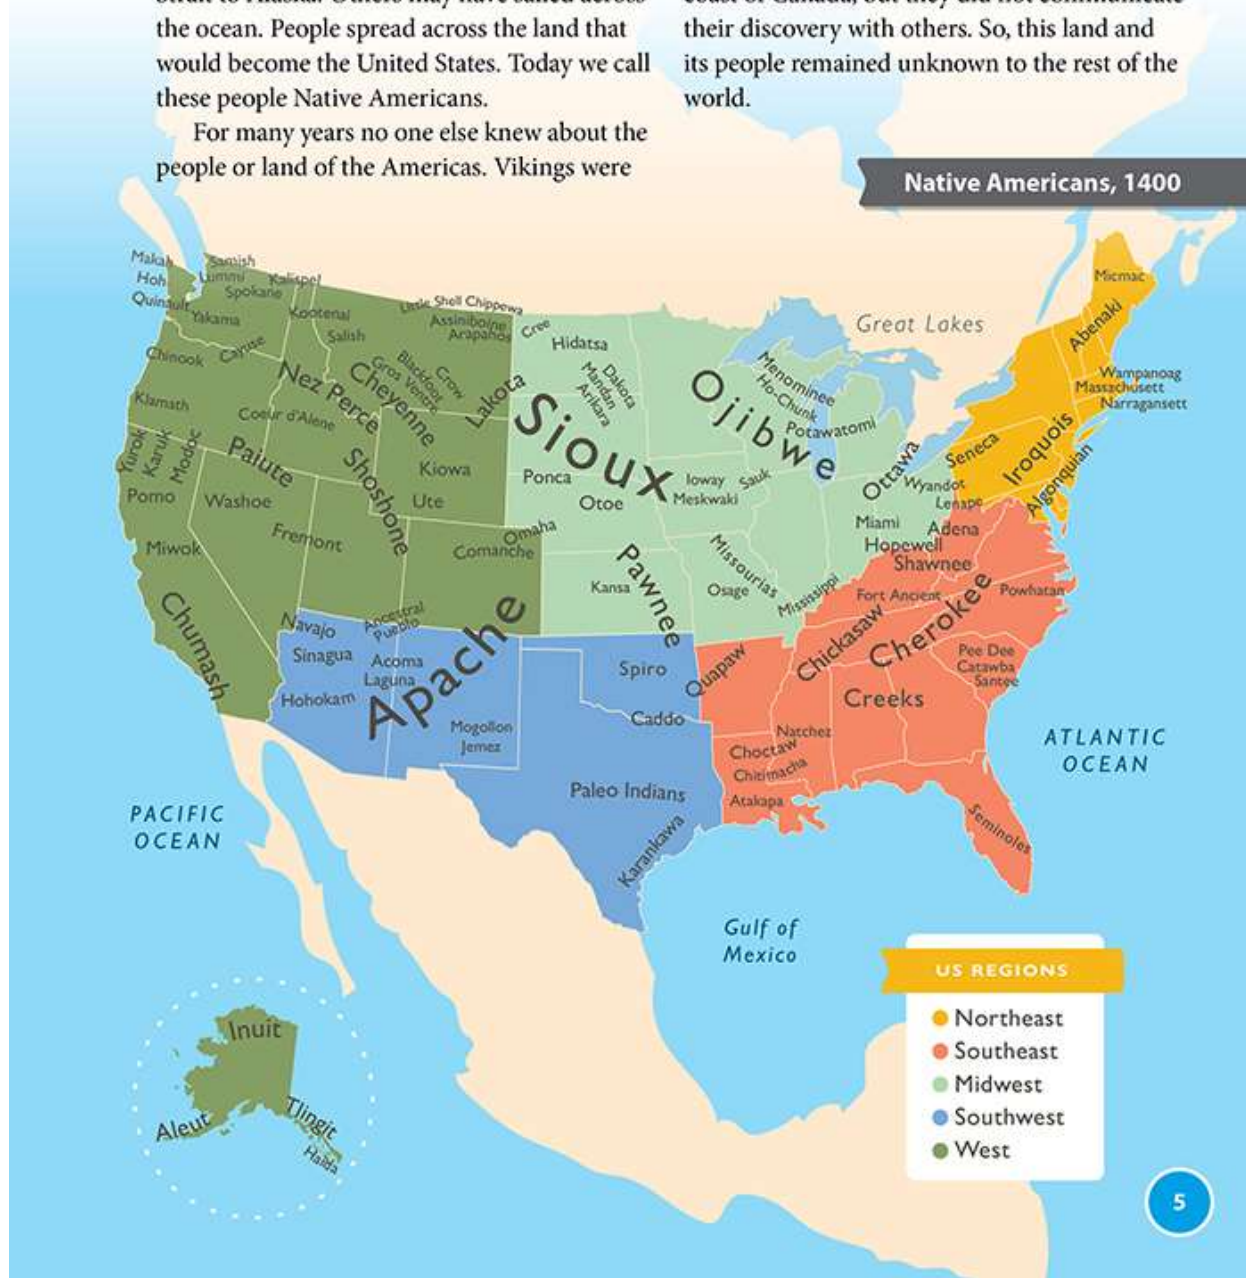 the ocean. People spread across the land that
would become the United States. Today we call
these people Native Americans.
For many years no one else knew about the
people or land of the Americas. Vikings were
coast of Canada, but they did not communicate
their discovery with others. So, this land and
its people remained unknown to the rest of the
world.
Native Americans, 1400
Makah
Hoh
Quinault
Samish
Lummi
Spokane
Kalispel
Yakama
Kootenai
Salish
Chinook
Cayuse
Klamath
Yurok
Karuk
Modoc
Pomo
Miwok
Chumash
Nez Perce
Coeur d'Alene
Paiute
Washoe
Fremont
Shoshone
Little Shell Chippewa
Assiniboine
Arapahos
Blackfoot
Gros Ventre
Crow
Cheyenne
Kiowa
Ute
Comanche
Lakota
Cree
Hidatsa
Dakota
Mandan
Arikara
Sioux
Ponca
Otoe
Omaha
Kansa
Pawnee
Ojibwe
Menominee
Ho-Chunk
Potawatomi
Ioway
Sauk
Meskwaki
Missourias
Osage
Mississippi
Ottawa
Wyandot
Lenape
Miami
Adena
Hopewell
Shawnee
Fort Ancient
Great Lakes
Micmac
Abenaki
Wampanoag
Massachusett
Narragansett
Seneca
Iroquois
Algonquian
Powhatan
Cherokee
Chickasaw
Pee Dee
Catawba
Santee
Creeks
Quapaw
Natchez
Choctaw
Chitimacha
Atakapa
Seminoles
Navajo
Ancestral
Pueblo
Sinagua
Acoma
Laguna
Hohokam
Apache
Mogollon
Jemez
Spiro
Caddo
Paleo Indians
Karankawa
PACIFIC
OCEAN
ATLANTIC
OCEAN
Gulf of
Mexico
Inuit
Aleut
Tlingit
Haida
US REGIONS
Northeast
Southeast
Midwest
Southwest
West
5